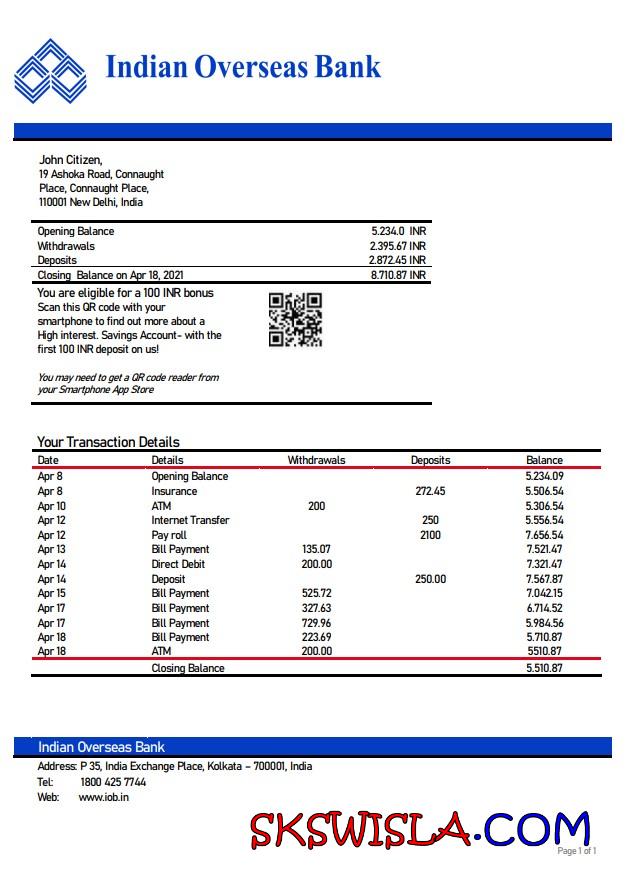 Indian Overseas Bank
John Citizen,
19 Ashoka Road, Connaught
Place, Connaught Place,
110001 New Delhi, India
Opening Balance 5.234.0 INR
Withdrawals 2.395.67 INR
Deposits 2.872.45 INR
Closing Balance on Apr 18, 2021 8.710.87 INR
You are eligible for a 100 INR bonus
Scan this QR code with your
smartphone to find out more about a
High interest. Savings Account- with the
first 100 INR deposit on us!
You may need to get a QR code reader from
your Smartphone App Store
Your Transaction Details
Date Details Withdrawals Deposits Balance
Apr 8 Opening Balance 5.234.09
Apr 8 Insurance 272.45 5.506.54
Apr 10 ATM 200 5.306.54
Apr 12 Internet Transfer 250 5.556.54
Apr 12 Pay roll 2100 7.656.54
Apr 13 Bill Payment 135.07 7.521.47
Apr 14 Direct Debit 200.00 7.321.47
Apr 14 Deposit 250.00 7.567.87
Apr 15 Bill Payment 525.72 7.042.15
Apr 17 Bill Payment 327.63 6.714.52
Apr 17 Bill Payment 729.96 5.984.56
Apr 18 Bill Payment 223.69 5.710.87
Apr 18 ATM 200.00 5510.87
Closing Balance 5.510.87
Indian Overseas Bank
Address: P 35, India Exchange Place, Kolkata – 700001, India
Tel: 1800 425 7744
Web: www.iob.in
SKSWISLA.COM
Page 1 of 1